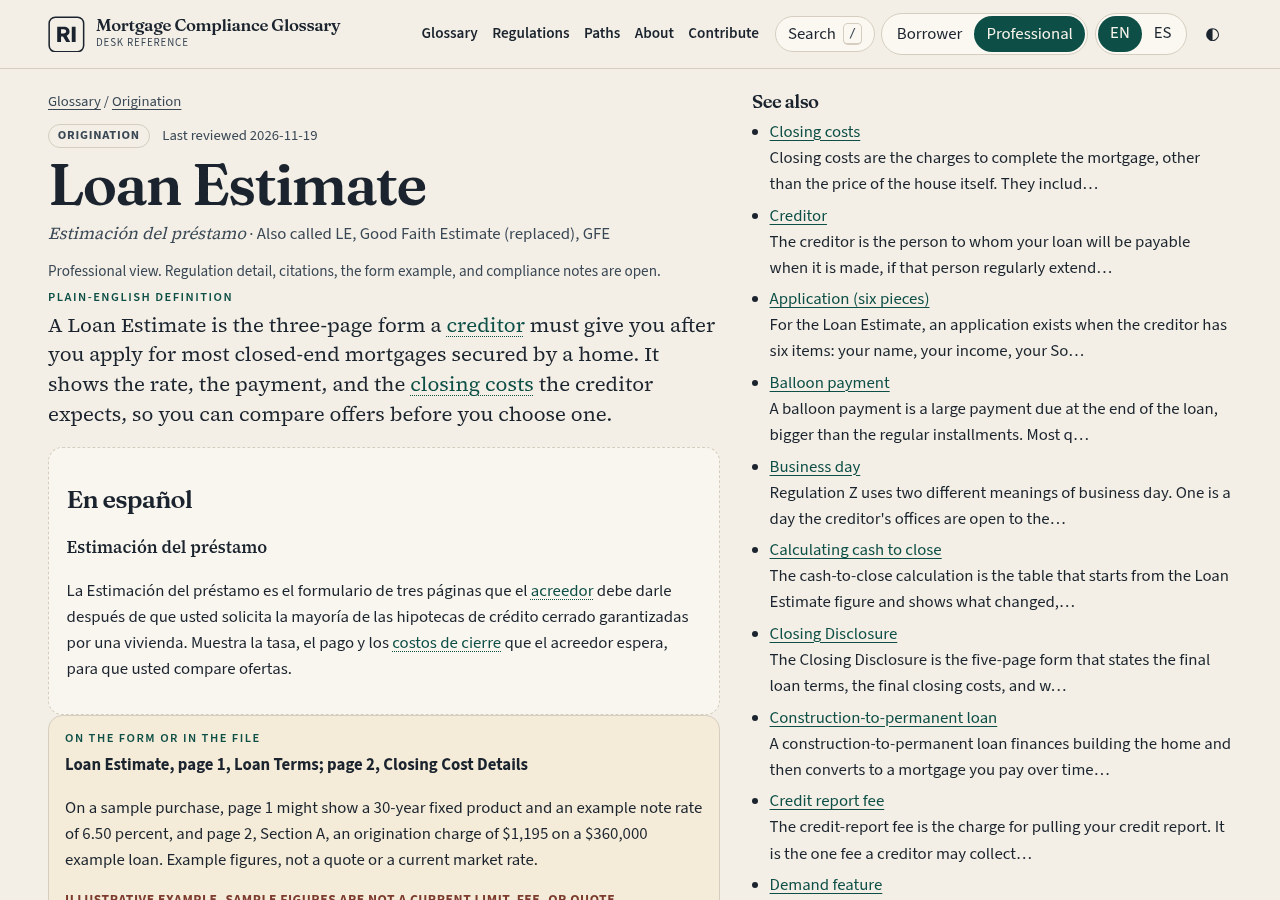 RI
Mortgage Compliance Glossary
DESK REFERENCE
Glossary Regulations Paths About Contribute
Search /
Borrower Professional
EN ES
Glossary / Origination
ORIGINATION Last reviewed 2026-11-19
Loan Estimate
Estimación del préstamo · Also called LE, Good Faith Estimate (replaced), GFE
Professional view. Regulation detail, citations, the form example, and compliance notes are open.
PLAIN-ENGLISH DEFINITION
A Loan Estimate is the three-page form a creditor must give you after
you apply for most closed-end mortgages secured by a home. It
shows the rate, the payment, and the closing costs the creditor
expects, so you can compare offers before you choose one.
En español
Estimación del préstamo
La Estimación del préstamo es el formulario de tres páginas que el acreedor debe darle
después de que usted solicita la mayoría de las hipotecas de crédito cerrado garantizadas
por una vivienda. Muestra la tasa, el pago y los costos de cierre que el acreedor espera,
para que usted compare ofertas.
ON THE FORM OR IN THE FILE
Loan Estimate, page 1, Loan Terms; page 2, Closing Cost Details
On a sample purchase, page 1 might show a 30-year fixed product and an example note rate
of 6.50 percent, and page 2, Section A, an origination charge of $1,195 on a $360,000
example loan. Example figures, not a quote or a current market rate.
ILLUSTRATIVE EXAMPLE. SAMPLE FIGURES ARE NOT A CURRENT LIMIT, FEE, OR QUOTE.
See also
Closing costs
Closing costs are the charges to complete the mortgage, other
than the price of the house itself. They includ…
Creditor
The creditor is the person to whom your loan will be payable
when it is made, if that person regularly extend…
Application (six pieces)
For the Loan Estimate, an application exists when the creditor has
six items: your name, your income, your So…
Balloon payment
A balloon payment is a large payment due at the end of the loan,
bigger than the regular installments. Most q…
Business day
Regulation Z uses two different meanings of business day. One is a
day the creditor's offices are open to the…
Calculating cash to close
The cash-to-close calculation is the table that starts from the Loan
Estimate figure and shows what changed,…
Closing Disclosure
The Closing Disclosure is the five-page form that states the final
loan terms, the final closing costs, and w…
Construction-to-permanent loan
A construction-to-permanent loan finances building the home and
then converts to a mortgage you pay over time…
Credit report fee
The credit-report fee is the charge for pulling your credit report. It
is the one fee a creditor may collect…
Demand feature